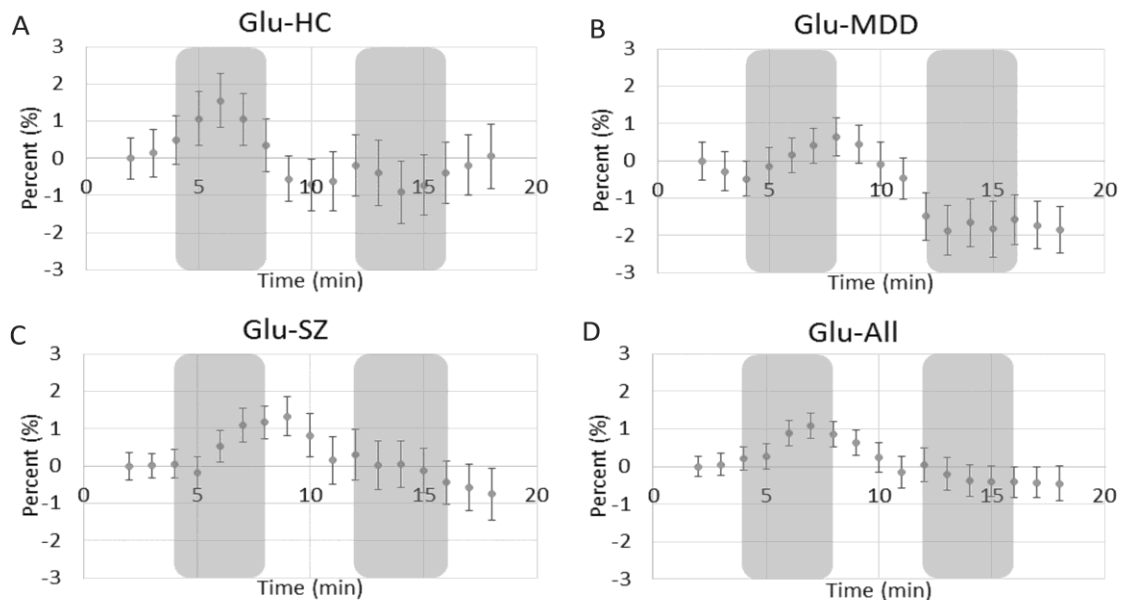 A
Glu-HC
3
2
1
0
-1
-2
-3
Percent (%)
0 5 10 15 20
Time (min)
B
Glu-MDD
3
2
1
0
-1
-2
-3
Percent (%)
0 5 10 15 20
Time (min)
C
Glu-SZ
3
2
1
0
-1
-2
-3
Percent (%)
0 5 10 15 20
Time (min)
D
Glu-All
3
2
1
0
-1
-2
-3
Percent (%)
0 5 10 15 20
Time (min)